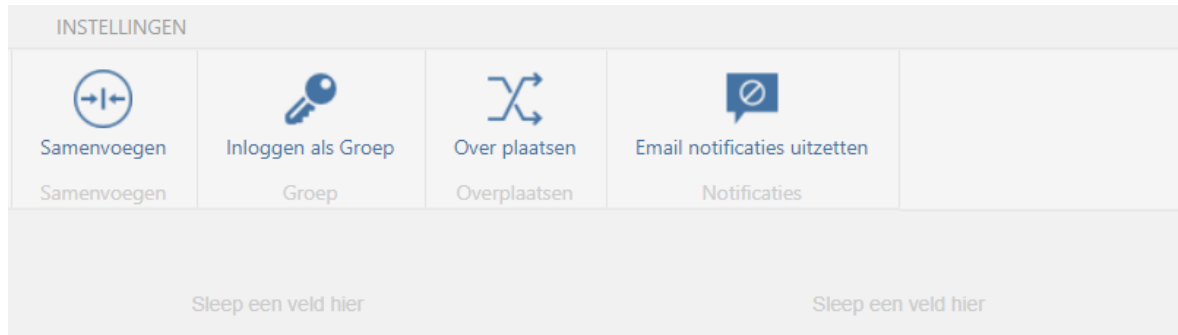 INSTELLINGEN
Samenvoegen Inloggen als Groep Over plaatsen Email notificaties uitzetten
Samenvoegen Groep Overplaatsen Notificaties
Sleep een veld hier Sleep een veld hier